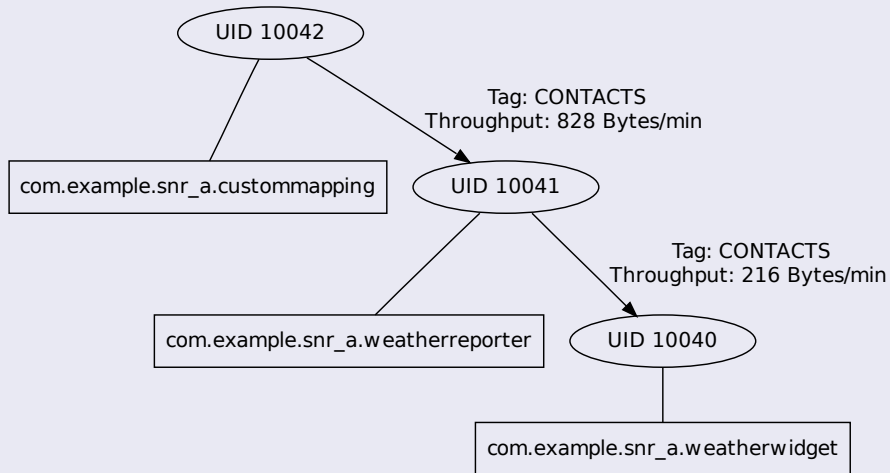 UID 10042
Tag: CONTACTS
Throughput: 828 Bytes/min
com.example.snr_a.custommapping
UID 10041
Tag: CONTACTS
Throughput: 216 Bytes/min
com.example.snr_a.weatherreporter
UID 10040
com.example.snr_a.weatherwidget